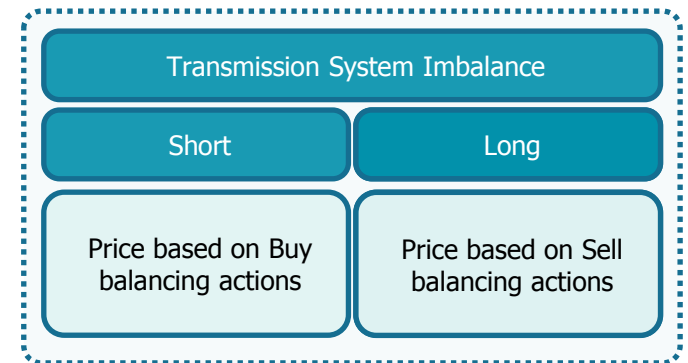 Transmission System Imbalance
Short
Long
Price based on Buy
balancing actions
Price based on Sell
balancing actions